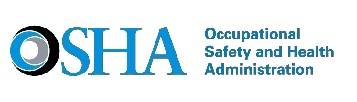 OSHA
Occupational
Safety and Health
Administration